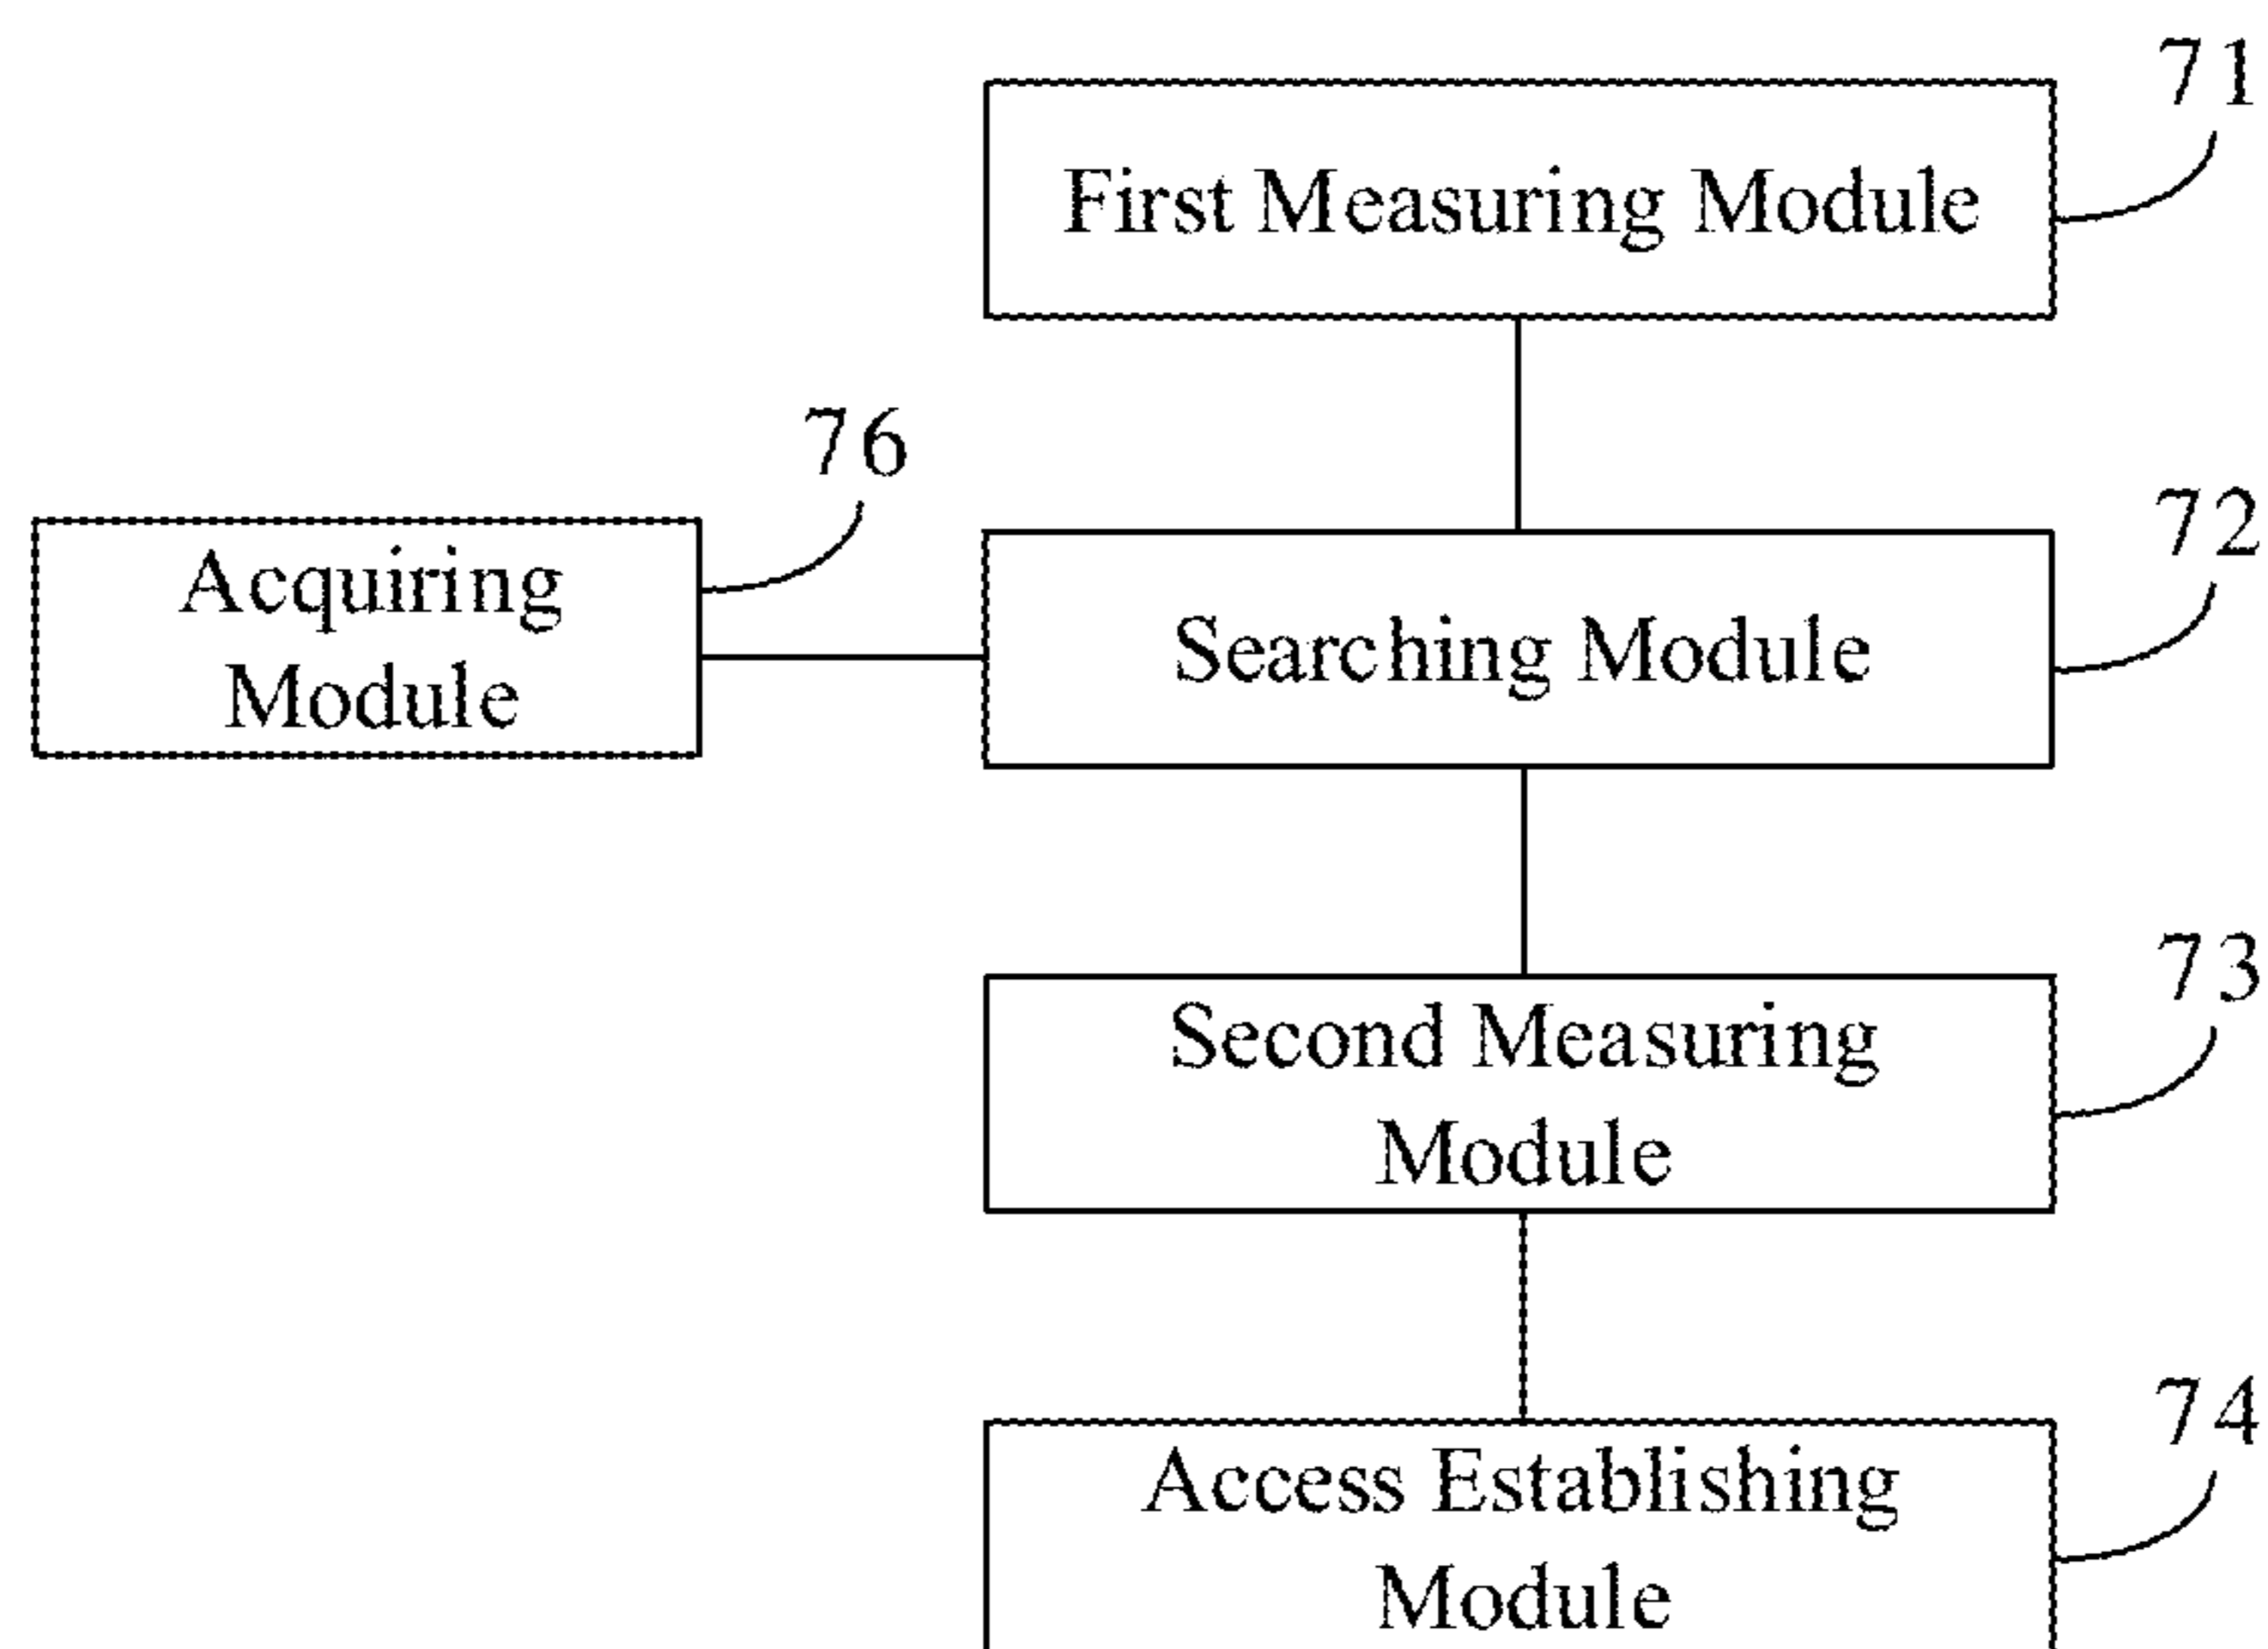 71
First Measuring Module
76
72
Acquiring
Module
Searching Module
73
Second Measuring
Module
74
Access Establishing
Module